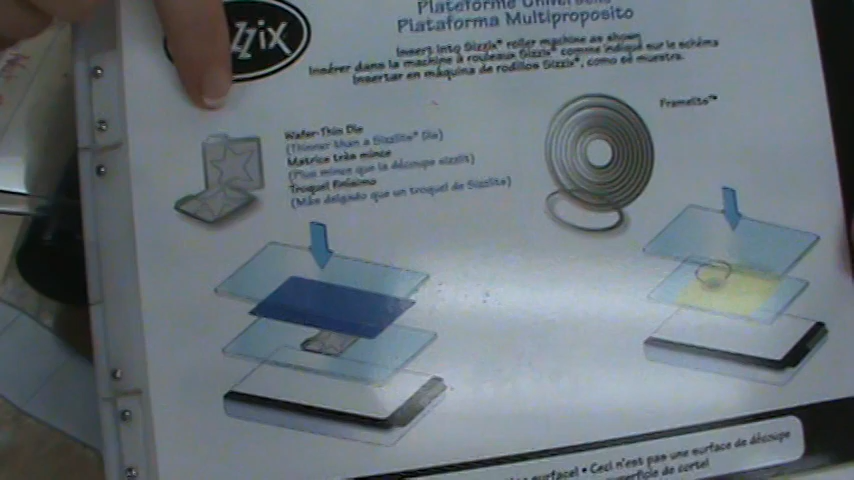 Plateforme Universelle
Plataforma Multiproposito
Insert into Sizzix® roller machine as shown
Insérer dans la machine à rouleaux Sizzix® comme indiqué sur le schéma
Insertar en máquina de rodillos Sizzix®, como se muestra.
Wafer-Thin Die
(Thinner than a Sizzlits® Die)
Matrice très mince
(Plus mince que la découpe sizzlit)
Troquel finísimo
(Más delgado que un troquel de Sizzlits)
Framelits™
surface! • Ceci n'est pas une surface de découpe
superficie de corte!